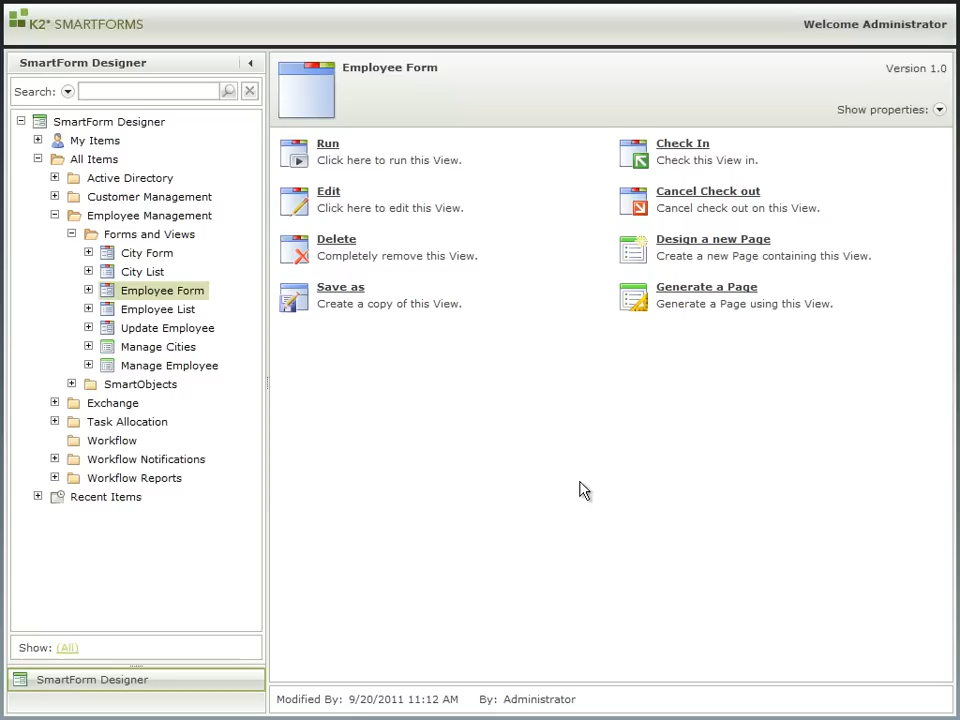 K2* SMARTFORMS
Welcome Administrator
SmartForm Designer
Search:
SmartForm Designer
My Items
All Items
Active Directory
Customer Management
Employee Management
Forms and Views
City Form
City List
Employee Form
Employee List
Update Employee
Manage Cities
Manage Employee
SmartObjects
Exchange
Task Allocation
Workflow
Workflow Notifications
Workflow Reports
Recent Items
Show: (All)
SmartForm Designer
Employee Form
Version 1.0
Show properties:
Run
Click here to run this View.
Edit
Click here to edit this View.
Delete
Completely remove this View.
Save as
Create a copy of this View.
Check In
Check this View in.
Cancel Check out
Cancel check out on this View.
Design a new Page
Create a new Page containing this View.
Generate a Page
Generate a Page using this View.
Modified By: 9/20/2011 11:12 AM By: Administrator